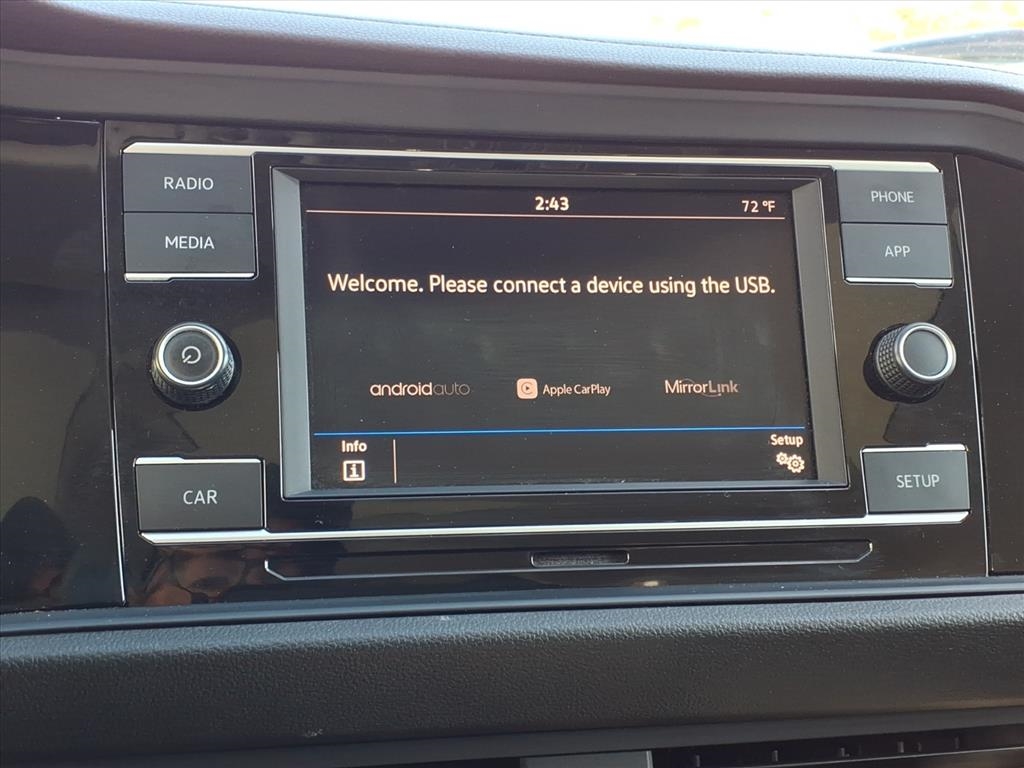 RADIO
MEDIA
2:43
72 °F
PHONE
APP
Welcome. Please connect a device using the USB.
androidauto
Apple CarPlay
MirrorLink
Info
i
Setup
CAR
SETUP